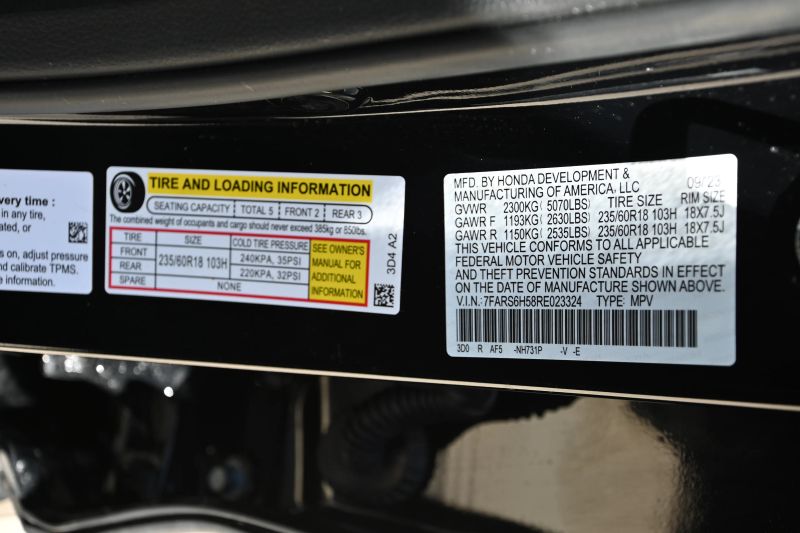 very time :
in any tire,
ated, or
s on, adjust pressure
nd calibrate TPMS.
e information.
TIRE AND LOADING INFORMATION
SEATING CAPACITY TOTAL 5 FRONT 2 REAR 3
The combined weight of occupants and cargo should never exceed 385kg or 850lbs.
TIRE SIZE COLD TIRE PRESSURE SEE OWNER'S MANUAL FOR ADDITIONAL INFORMATION
FRONT 235/60R18 103H 240KPA, 35PSI
REAR 220KPA, 32PSI
SPARE NONE
3D4 A2
MFD. BY HONDA DEVELOPMENT & 09/23
MANUFACTURING OF AMERICA, LLC
GVWR 2300KG( 5070LBS) TIRE SIZE RIM SIZE
GAWR F 1193KG( 2630LBS) 235/60R18 103H 18X7.5J
GAWR R 1150KG( 2535LBS) 235/60R18 103H 18X7.5J
THIS VEHICLE CONFORMS TO ALL APPLICABLE
FEDERAL MOTOR VEHICLE SAFETY
AND THEFT PREVENTION STANDARDS IN EFFECT
ON THE DATE OF MANUFACTURE SHOWN ABOVE.
V.I.N.: 7FARS6H58RE023324 TYPE: MPV
3D0 R AF5 -NH731P -V -E